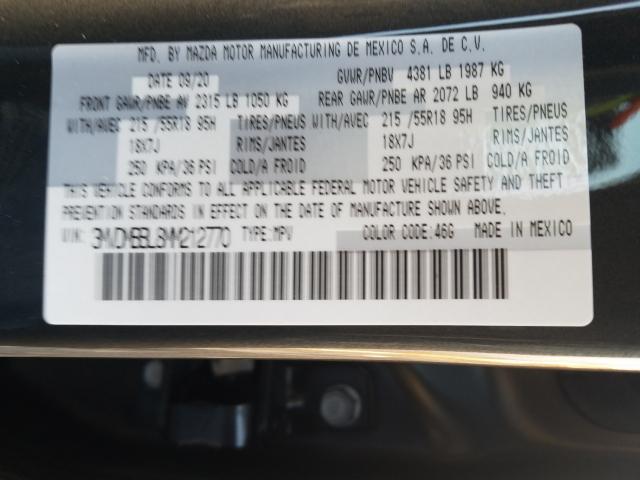 MFD. BY MAZDA MOTOR MANUFACTURING DE MEXICO S.A. DE C.V.
DATE 09/20 GVWR/PNBV 4381 LB 1987 KG
FRONT GAWR/PNBE AV 2315 LB 1050 KG REAR GAWR/PNBE AR 2072 LB 940 KG
WITH/AVEC 215 /55R18 95H TIRES/PNEUS WITH/AVEC 215 /55R18 95H TIRES/PNEUS
18X7J RIMS/JANTES 18X7J RIMS/JANTES
250 KPA/36 PSI COLD/A FROID 250 KPA/36 PSI COLD/A FROID
THIS VEHICLE CONFORMS TO ALL APPLICABLE FEDERAL MOTOR VEHICLE SAFETY AND THEFT
PREVENTION STANDARDS IN EFFECT ON THE DATE OF MANUFACTURE SHOWN ABOVE.
VIN: TYPE:MPV COLOR CODE:46G MADE IN MEXICO